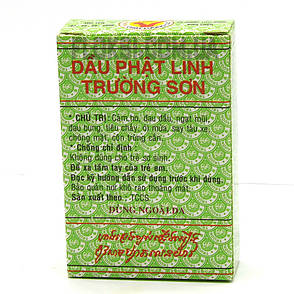 DẦU PHẬT LINH
TRƯỜNG SƠN
* CHỦ TRỊ: Cảm ho, đau đầu, ngạt mũi,
đau bụng, tiêu chảy, ói mửa, say tàu xe,
chóng mặt, côn trùng cắn.
* Chống chỉ định:
Không dùng cho trẻ sơ sinh.
Để xa tầm tay của trẻ em.
Đọc kỹ hướng dẫn sử dụng trước khi dùng.
Bảo quản nơi khô ráo thoáng mát.
Sản xuất theo: TCCS.
DÙNG NGOÀI DA